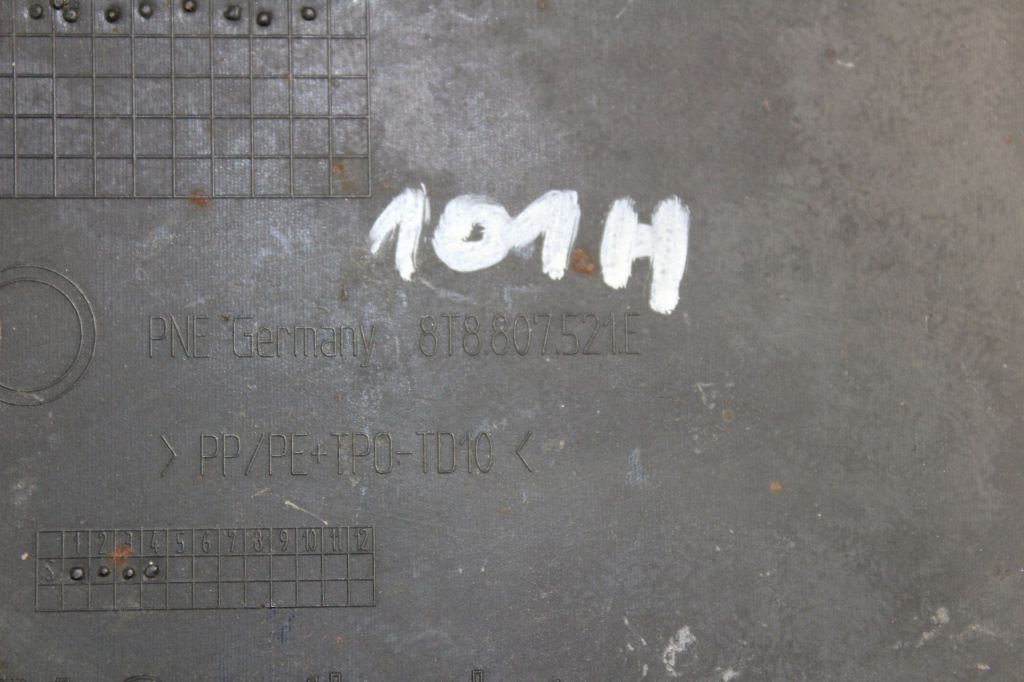 101 H
PNE Germany 8T8.807.521.E
> PP/PE+TPO-TD10 <
1 2 3 4 5 6 7 8 9 10 11 12
S